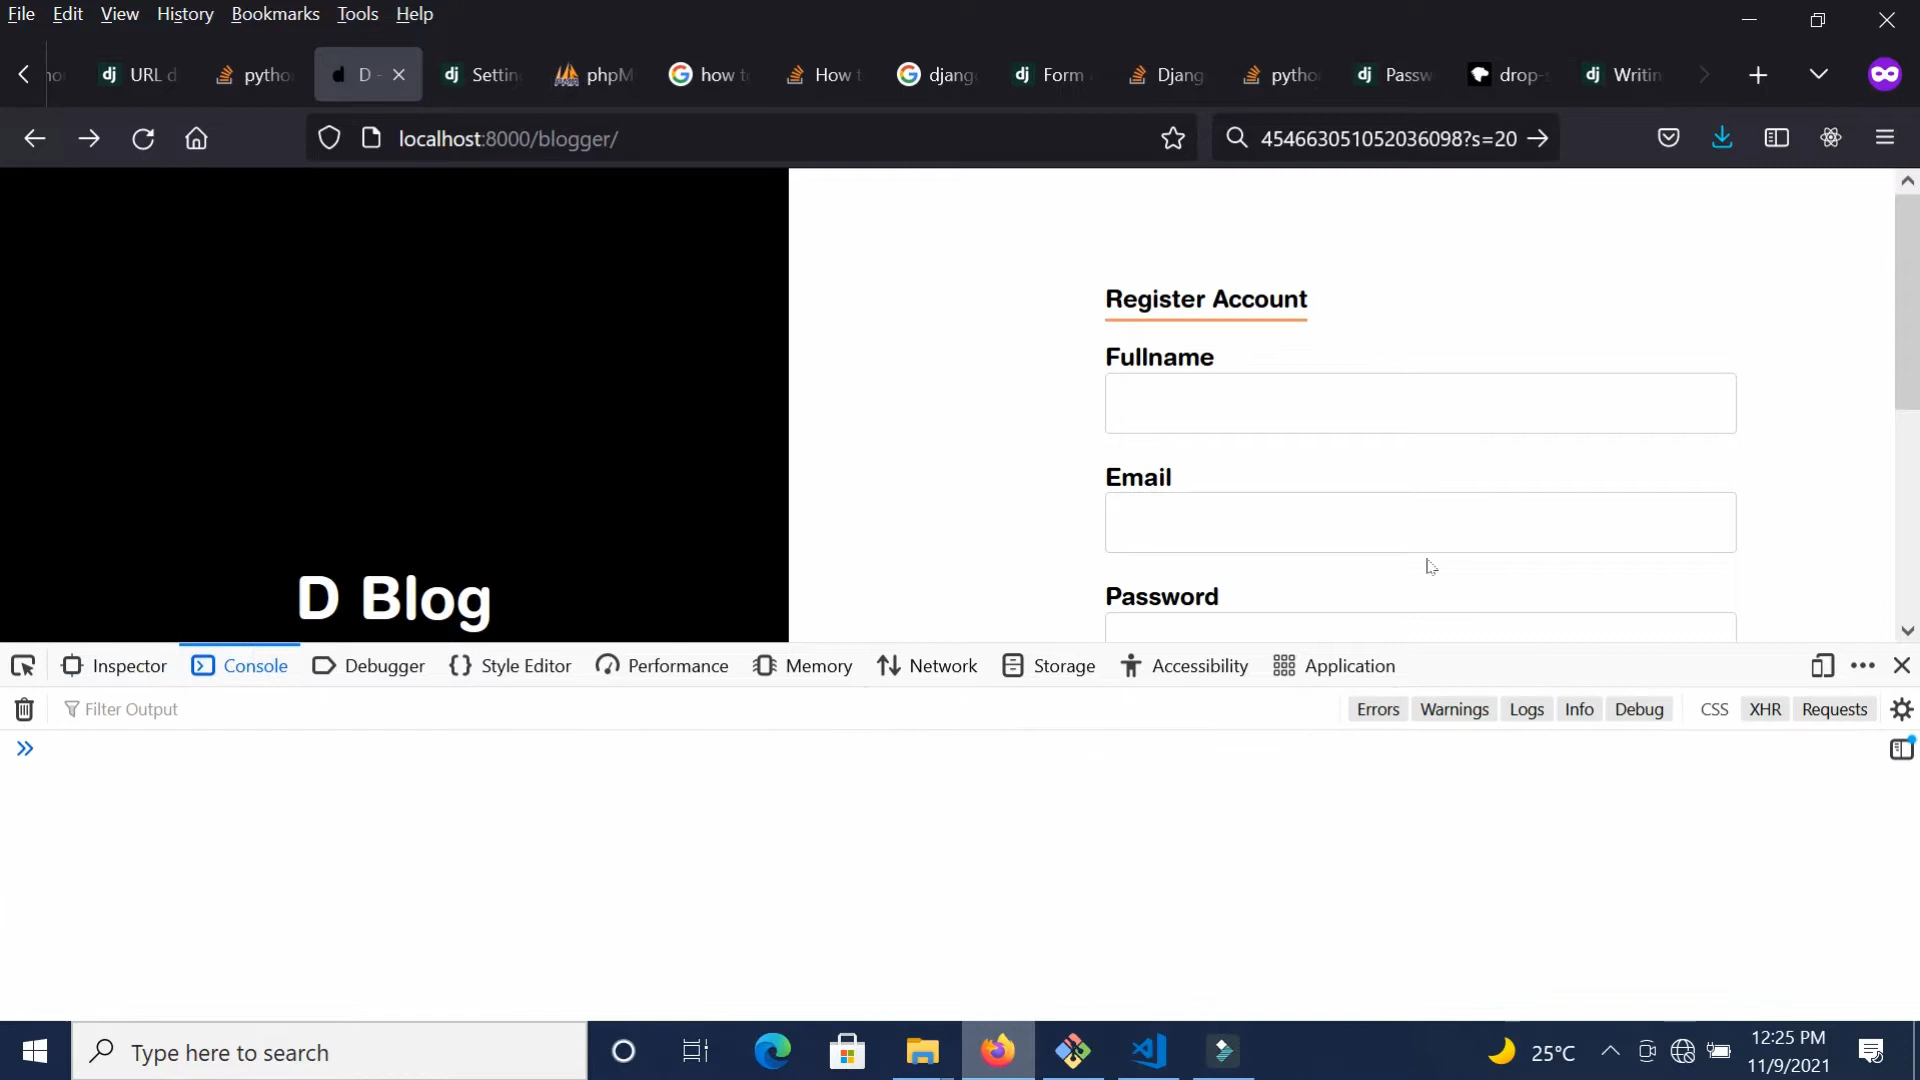 File Edit View History Bookmarks Tools Help
URL d
pytho
D -
Settin
phpM
how t
How t
djang
Form
Djang
pytho
Passw
drop-
Writin
localhost:8000/blogger/
454663051052036098?s=20
Register Account
Fullname
Email
Password
D Blog
Inspector Console Debugger Style Editor Performance Memory Network Storage Accessibility Application
Filter Output
Errors Warnings Logs Info Debug CSS XHR Requests
Type here to search
25°C
12:25 PM
11/9/2021